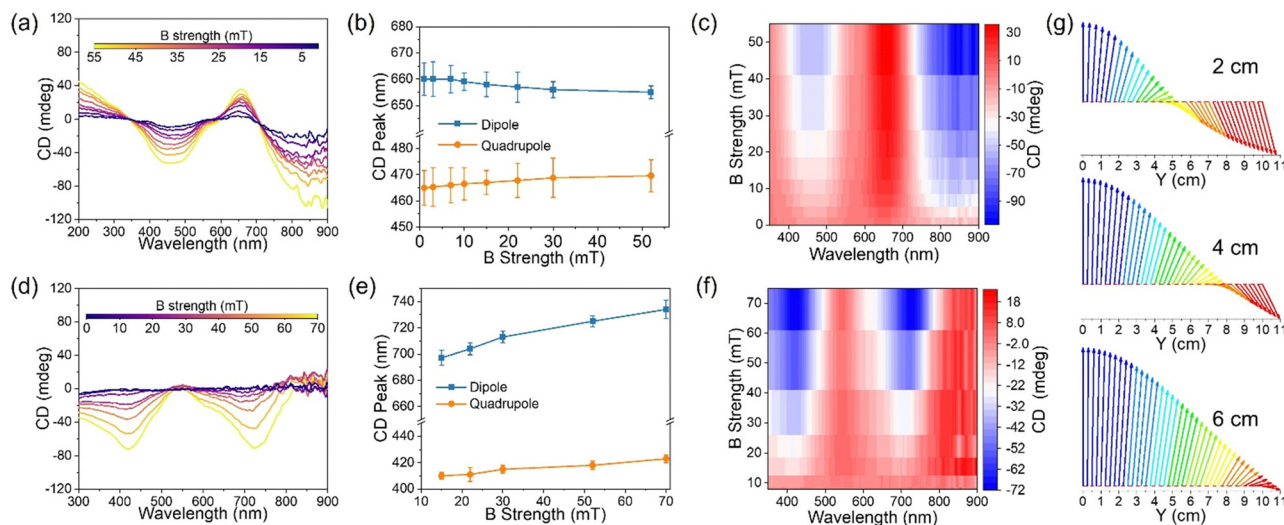 (a)
B strength (mT)
55 45 35 25 15 5
120
80
40
0
-40
-80
-120
CD (mdeg)
200 300 400 500 600 700 800 900
Wavelength (nm)
(b)
680
670
660
650
480
470
460
450
CD Peak (nm)
Dipole
Quadrupole
0 10 20 30 40 50
B Strength (mT)
(c)
50
40
30
20
10
0
B Strength (mT)
400 500 600 700 800 900
Wavelength (nm)
30
10
-10
-30
-50
-70
-90
CD (mdeg)
(d)
B strength (mT)
0 10 20 30 40 50 60 70
120
80
40
0
-40
-80
-120
CD (mdeg)
300 400 500 600 700 800 900
Wavelength (nm)
(e)
740
720
700
420
410
400
CD Peak (nm)
Dipole
Quadrupole
10 20 30 40 50 60 70
B Strength (mT)
(f)
70
60
50
40
30
20
10
B Strength (mT)
400 500 600 700 800 900
Wavelength (nm)
18
8.0
-2.0
-12
-22
-32
-42
-52
-62
-72
CD (mdeg)
(g)
2 cm
0 1 2 3 4 5 6 7 8 9 10 11
Y (cm)
4 cm
0 1 2 3 4 5 6 7 8 9 10 11
Y (cm)
6 cm
0 1 2 3 4 5 6 7 8 9 10 11
Y (cm)